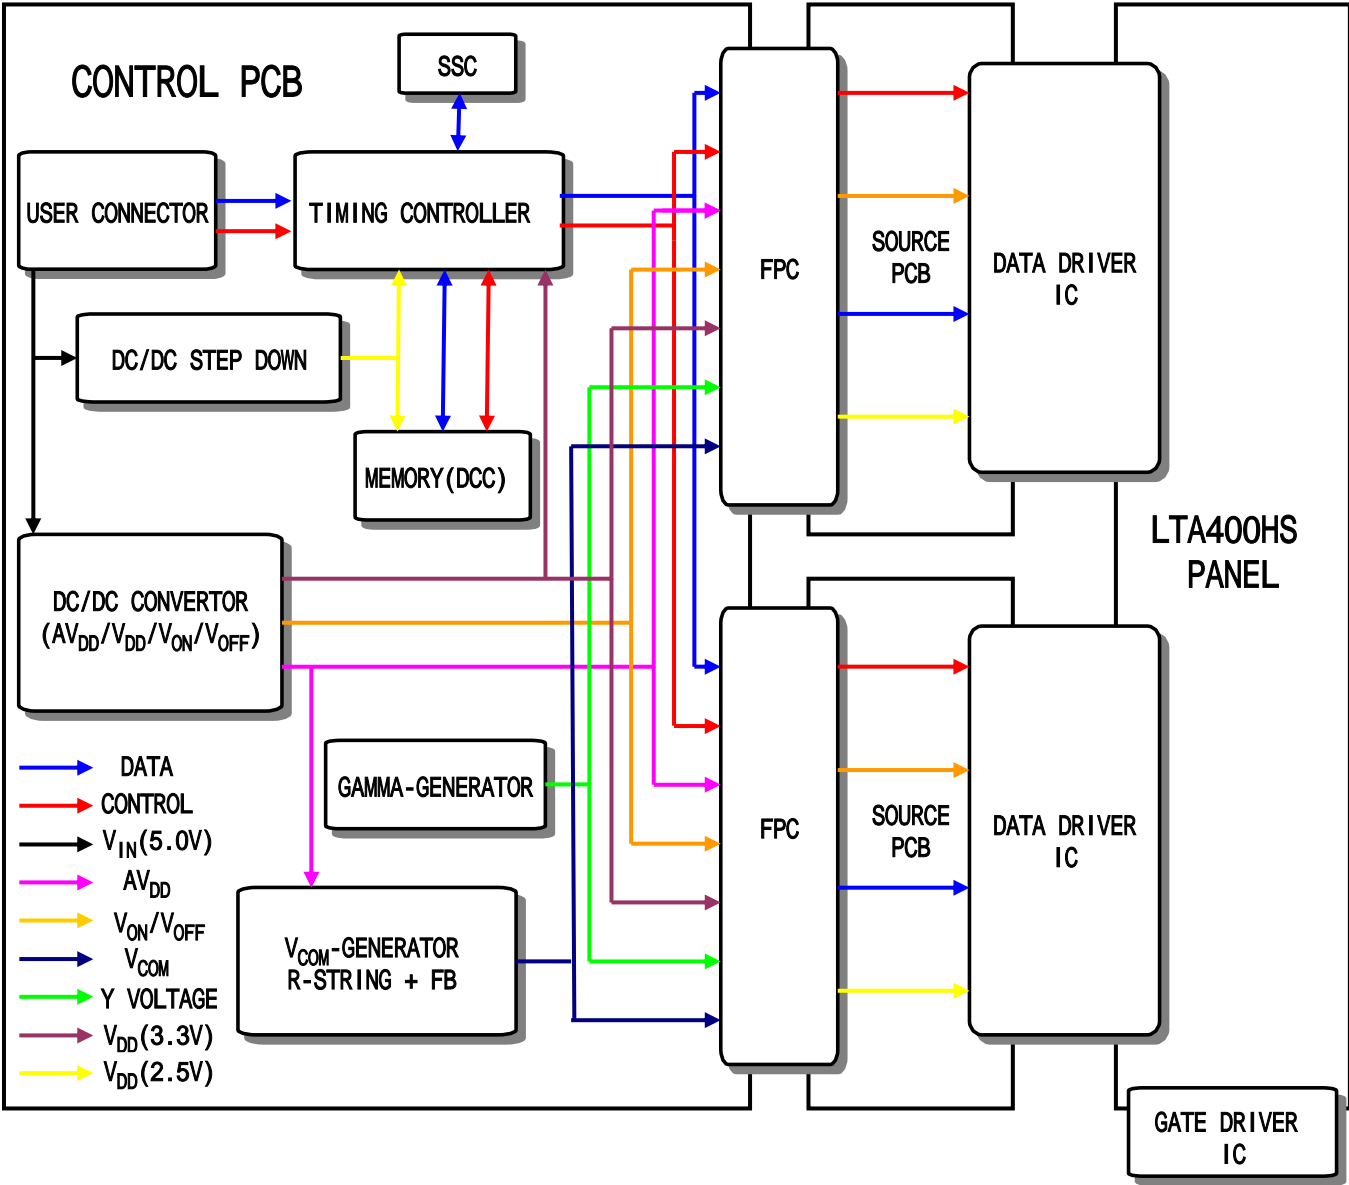 CONTROL PCB
SSC
USER CONNECTOR
TIMING CONTROLLER
DC/DC STEP DOWN
MEMORY(DCC)
DC/DC CONVERTOR
(AVDD/VDD/VON/VOFF)
GAMMA-GENERATOR
VCOM-GENERATOR
R-STRING + FB
DATA
CONTROL
VIN(5.0V)
AVDD
VON/VOFF
VCOM
Y VOLTAGE
VDD(3.3V)
VDD(2.5V)
FPC
SOURCE
PCB
DATA DRIVER
IC
LTA400HS
PANEL
FPC
SOURCE
PCB
DATA DRIVER
IC
GATE DRIVER
IC